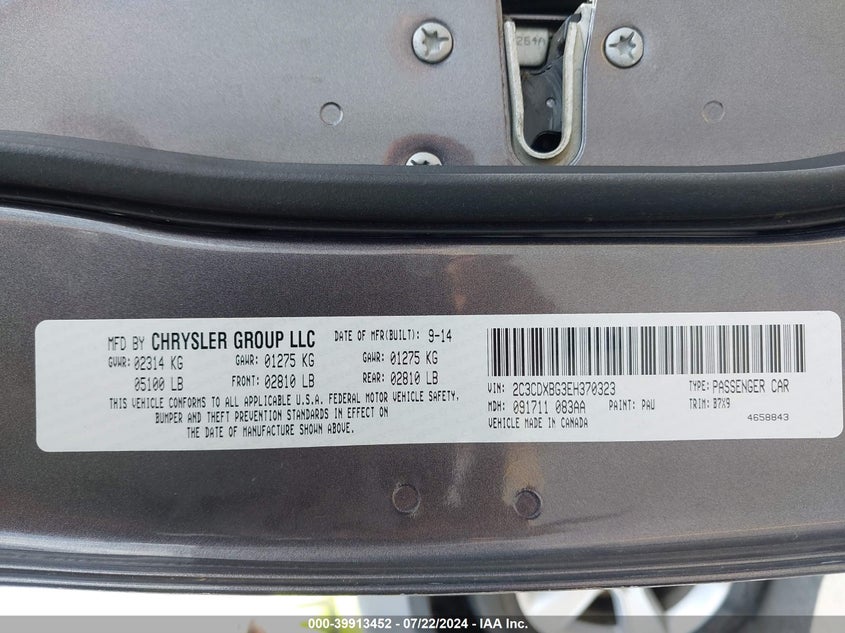 264A
MFD BY CHRYSLER GROUP LLC DATE OF MFR(BUILT): 9-14
GVWR: 02314 KG GAWR: 01275 KG GAWR: 01275 KG
05100 LB FRONT: 02810 LB REAR: 02810 LB
THIS VEHICLE CONFORMS TO ALL APPLICABLE U.S.A. FEDERAL MOTOR VEHICLE SAFETY,
BUMPER AND THEFT PREVENTION STANDARDS IN EFFECT ON
THE DATE OF MANUFACTURE SHOWN ABOVE.
VIN: 2C3CDXBG3EH370323 TYPE: PASSENGER CAR
MDH: 091711 083AA PAINT: PAU TRIM: B7X9
VEHICLE MADE IN CANADA 4658843
000-39913452 - 07/22/2024 - IAA Inc.